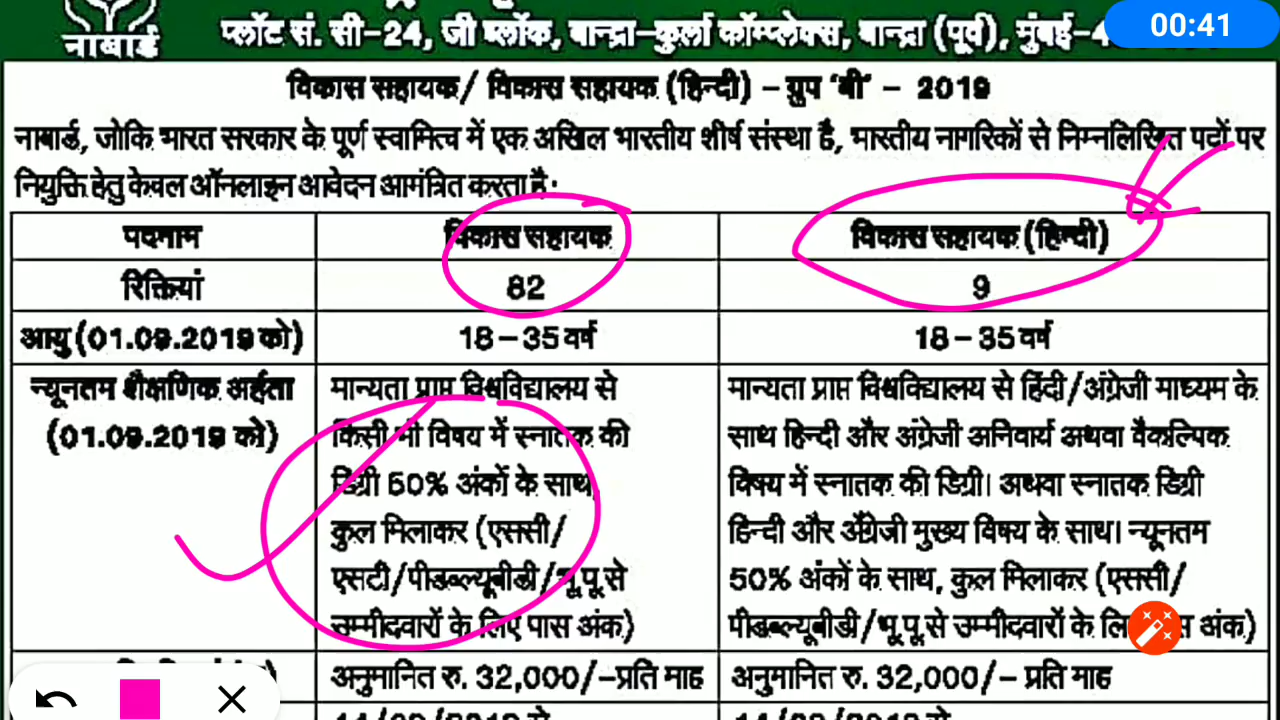 नाबार्ड
प्लॉट सं. सी-24, जी ब्लॉक, बान्द्रा-कुर्ला कॉम्प्लेक्स, बान्द्रा (पूर्व), मुंबई-4
00:41
विकास सहायक/ विकास सहायक (हिन्दी) – ग्रुप 'बी' - 2019
नाबार्ड, जोकि भारत सरकार के पूर्ण स्वामित्व में एक अखिल भारतीय शीर्ष संस्था है, भारतीय नागरिकों से निम्नलिखित पदों पर
नियुक्ति हेतु केवल ऑनलाइन आवेदन आमंत्रित करता है:
पदनाम विकास सहायक विकास सहायक (हिन्दी)
रिक्तियां 82 9
आयु (01.09.2019 को) 18-35 वर्ष 18-35 वर्ष
न्यूनतम शैक्षणिक अर्हता
(01.09.2019 को)
मान्यता प्राप्त विश्वविद्यालय से
किसी भी विषय में स्नातक की
डिग्री 50% अंकों के साथ,
कुल मिलाकर (एससी/
एसटी/पीडब्ल्यूबीडी/भू.पू.से
उम्मीदवारों के लिए पास अंक)
मान्यता प्राप्त विश्वविद्यालय से हिंदी/अंग्रेजी माध्यम के
साथ हिन्दी और अंग्रेजी अनिवार्य अथवा वैकल्पिक
विषय में स्नातक की डिग्री। अथवा स्नातक डिग्री
हिन्दी और अँग्रेजी मुख्य विषय के साथ। न्यूनतम
50% अंकों के साथ, कुल मिलाकर (एससी/
पीडब्ल्यूबीडी/भू.पू.से उम्मीदवारों के अंक)
अनुमानित रु. 32,000/-प्रति माह अनुमानित रु. 32,000/- प्रति माह